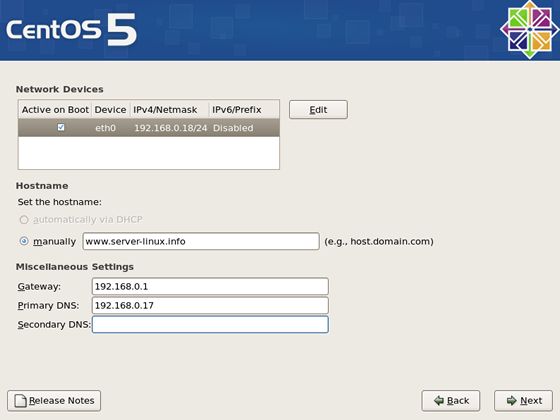 CentOS 5
Network Devices
Active on Boot Device IPv4/Netmask IPv6/Prefix
eth0 192.168.0.18/24 Disabled
Edit
Hostname
Set the hostname:
automatically via DHCP
manually www.server-linux.info (e.g., host.domain.com)
Miscellaneous Settings
Gateway: 192.168.0.1
Primary DNS: 192.168.0.17
Secondary DNS:
Release Notes Back Next